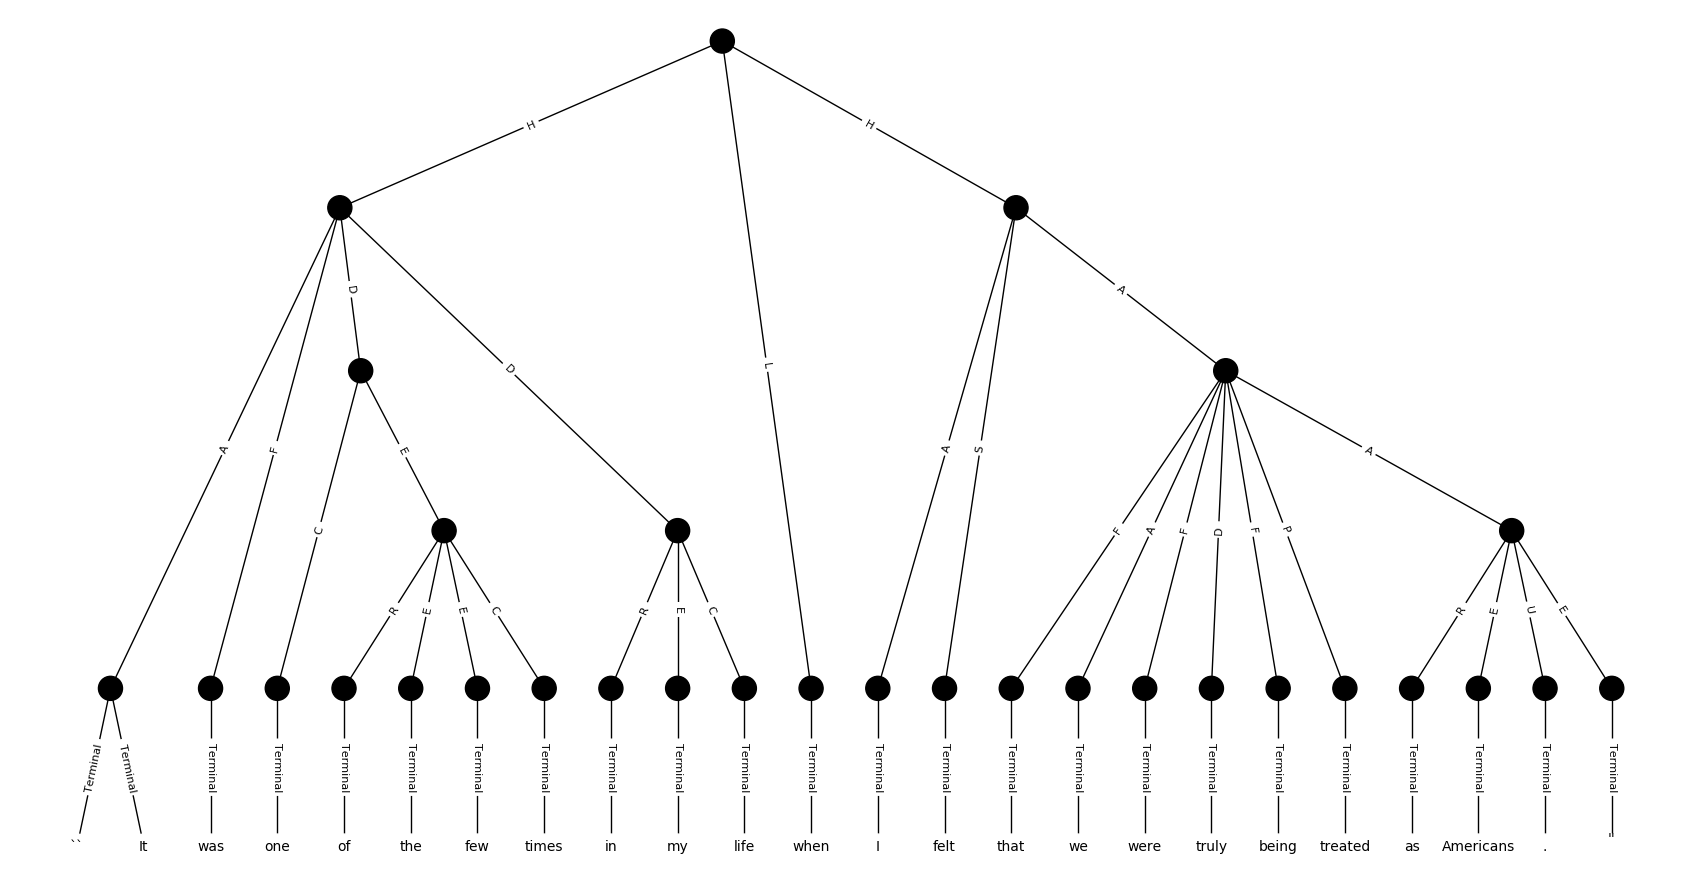 H H
D A
L
D
A F E A S A
C F A F D F P
R E E C R E C R E U E
Terminal Terminal Terminal Terminal Terminal Terminal Terminal Terminal Terminal Terminal Terminal Terminal Terminal Terminal Terminal Terminal Terminal Terminal Terminal Terminal Terminal Terminal Terminal Terminal
`` It was one of the few times in my life when I felt that we were truly being treated as Americans . ''